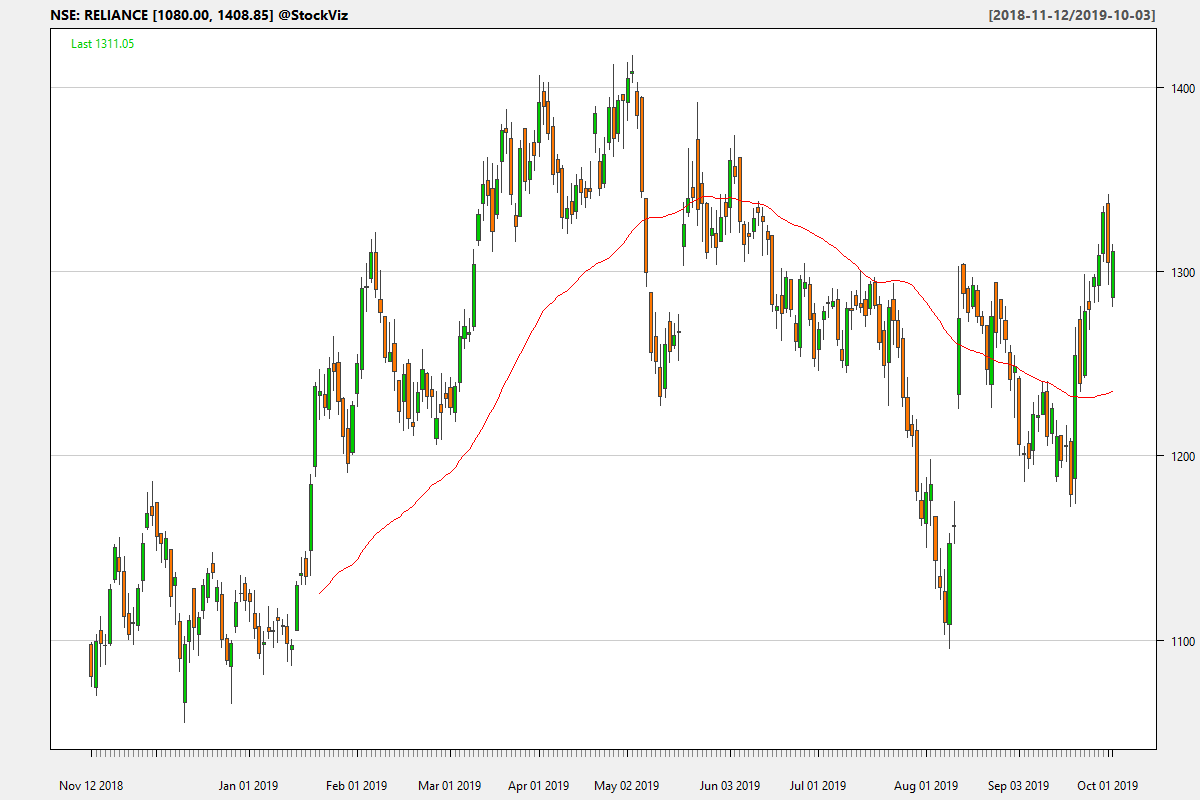 NSE: RELIANCE [1080.00, 1408.85] @StockViz [2018-11-12/2019-10-03]
Last 1311.05
1400
1300
1200
1100
Nov 12 2018 Jan 01 2019 Feb 01 2019 Mar 01 2019 Apr 01 2019 May 02 2019 Jun 03 2019 Jul 01 2019 Aug 01 2019 Sep 03 2019 Oct 01 2019